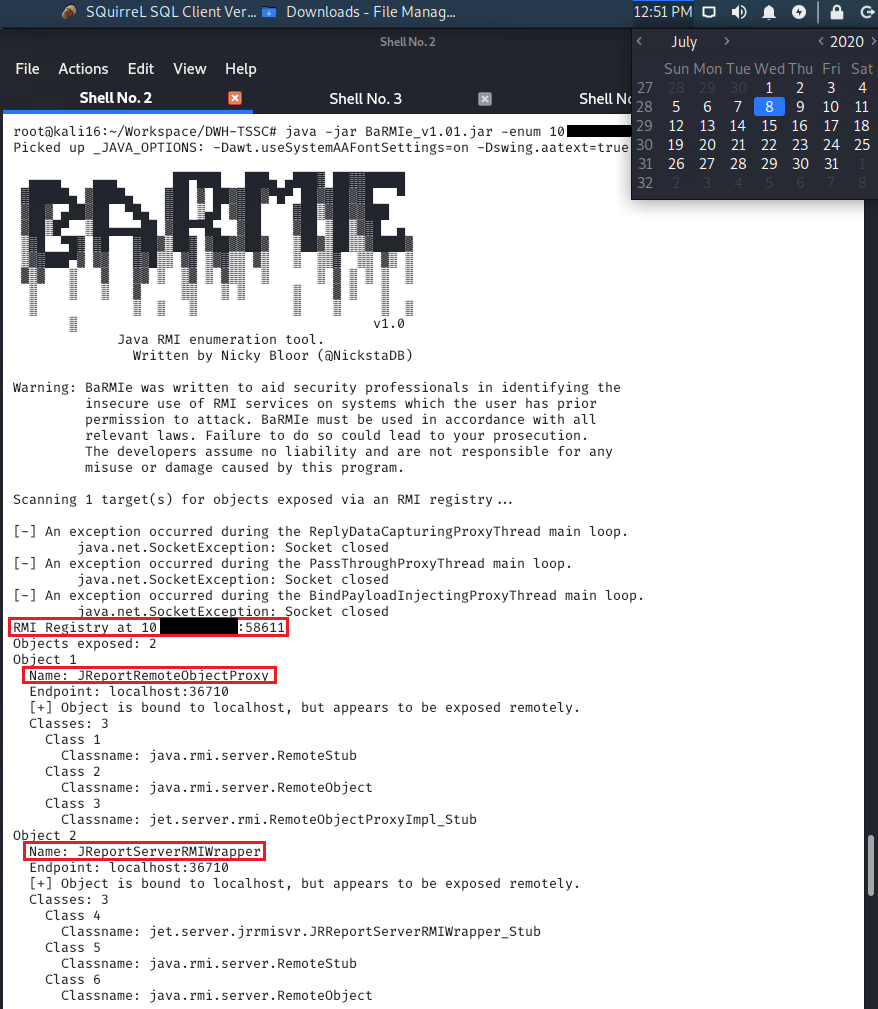 SQuirreL SQL Client Ver...
Downloads - File Manag...
12:51 PM
Shell No. 2
File Actions Edit View Help
Shell No. 2
Shell No. 3
Shell No
July
2020
Sun Mon Tue Wed Thu Fri Sat
27 28 29 30 1 2 3 4
28 5 6 7 8 9 10 11
29 12 13 14 15 16 17 18
30 19 20 21 22 23 24 25
31 26 27 28 29 30 31 1
32 2 3 4 5 6 7 8
root@kali16:~/Workspace/DWH-TSSC# java -jar BaRMIe_v1.01.jar -enum 10
Picked up _JAVA_OPTIONS: -Dawt.useSystemAAFontSettings=on -Dswing.aatext=true
BARMIE
v1.0
Java RMI enumeration tool.
Written by Nicky Bloor (@NickstaDB)
Warning: BaRMIe was written to aid security professionals in identifying the
insecure use of RMI services on systems which the user has prior
permission to attack. BaRMIe must be used in accordance with all
relevant laws. Failure to do so could lead to your prosecution.
The developers assume no liability and are not responsible for any
misuse or damage caused by this program.
Scanning 1 target(s) for objects exposed via an RMI registry...
[-] An exception occurred during the ReplyDataCapturingProxyThread main loop.
java.net.SocketException: Socket closed
[-] An exception occurred during the PassThroughProxyThread main loop.
java.net.SocketException: Socket closed
[-] An exception occurred during the BindPayloadInjectingProxyThread main loop.
java.net.SocketException: Socket closed
RMI Registry at 10 :58611
Objects exposed: 2
Object 1
Name: JReportRemoteObjectProxy
Endpoint: localhost:36710
[+] Object is bound to localhost, but appears to be exposed remotely.
Classes: 3
Class 1
Classname: java.rmi.server.RemoteStub
Class 2
Classname: java.rmi.server.RemoteObject
Class 3
Classname: jet.server.rmi.RemoteObjectProxyImpl_Stub
Object 2
Name: JReportServerRMIWrapper
Endpoint: localhost:36710
[+] Object is bound to localhost, but appears to be exposed remotely.
Classes: 3
Class 4
Classname: jet.server.jrrmisvr.JRReportServerRMIWrapper_Stub
Class 5
Classname: java.rmi.server.RemoteStub
Class 6
Classname: java.rmi.server.RemoteObject